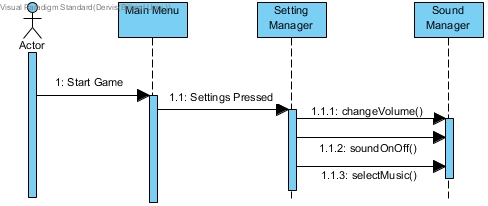 Visual Paradigm Standard(Dervis
Actor
Main Menu
Setting
Manager
Sound
Manager
1: Start Game
1.1: Settings Pressed
1.1.1: changeVolume()
1.1.2: soundOnOff()
1.1.3: selectMusic()